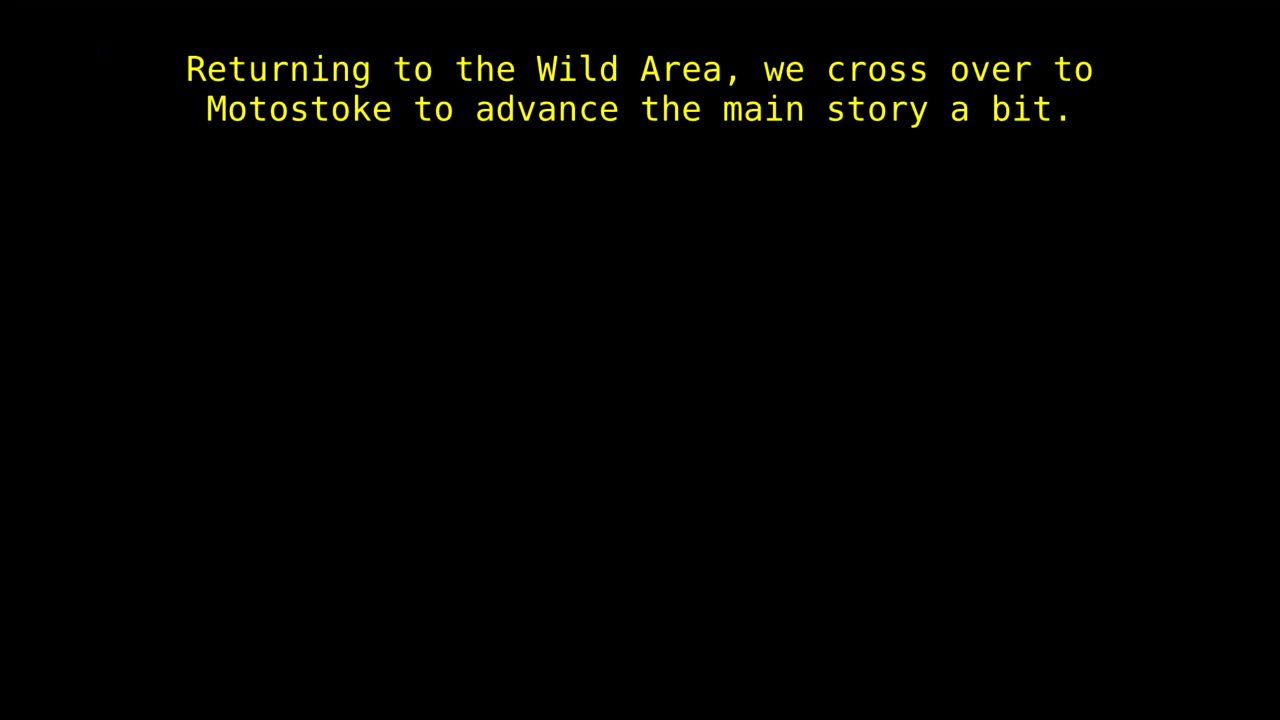 Returning to the Wild Area, we cross over to
Motostoke to advance the main story a bit.